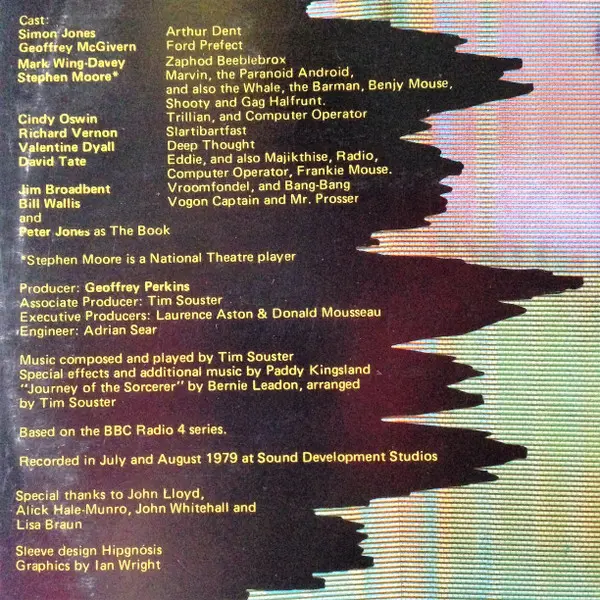 Cast:
Simon Jones Arthur Dent
Geoffrey McGivern Ford Prefect
Mark Wing-Davey Zaphod Beeblebrox
Stephen Moore* Marvin, the Paranoid Android,
and also the Whale, the Barman, Benjy Mouse,
Shooty and Gag Halfrunt.
Cindy Oswin Trillian, and Computer Operator
Richard Vernon Slartibartfast
Valentine Dyall Deep Thought
David Tate Eddie, and also Majikthise, Radio,
Computer Operator, Frankie Mouse.
Jim Broadbent Vroomfondel, and Bang-Bang
Bill Wallis Vogon Captain and Mr. Prosser
and
Peter Jones as The Book
*Stephen Moore is a National Theatre player
Producer: Geoffrey Perkins
Associate Producer: Tim Souster
Executive Producers: Laurence Aston & Donald Mousseau
Engineer: Adrian Sear
Music composed and played by Tim Souster
Special effects and additional music by Paddy Kingsland
"Journey of the Sorcerer" by Bernie Leadon, arranged
by Tim Souster
Based on the BBC Radio 4 series.
Recorded in July and August 1979 at Sound Development Studios
Special thanks to John Lloyd,
Alick Hale-Munro, John Whitehall and
Lisa Braun
Sleeve design Hipgnosis
Graphics by Ian Wright